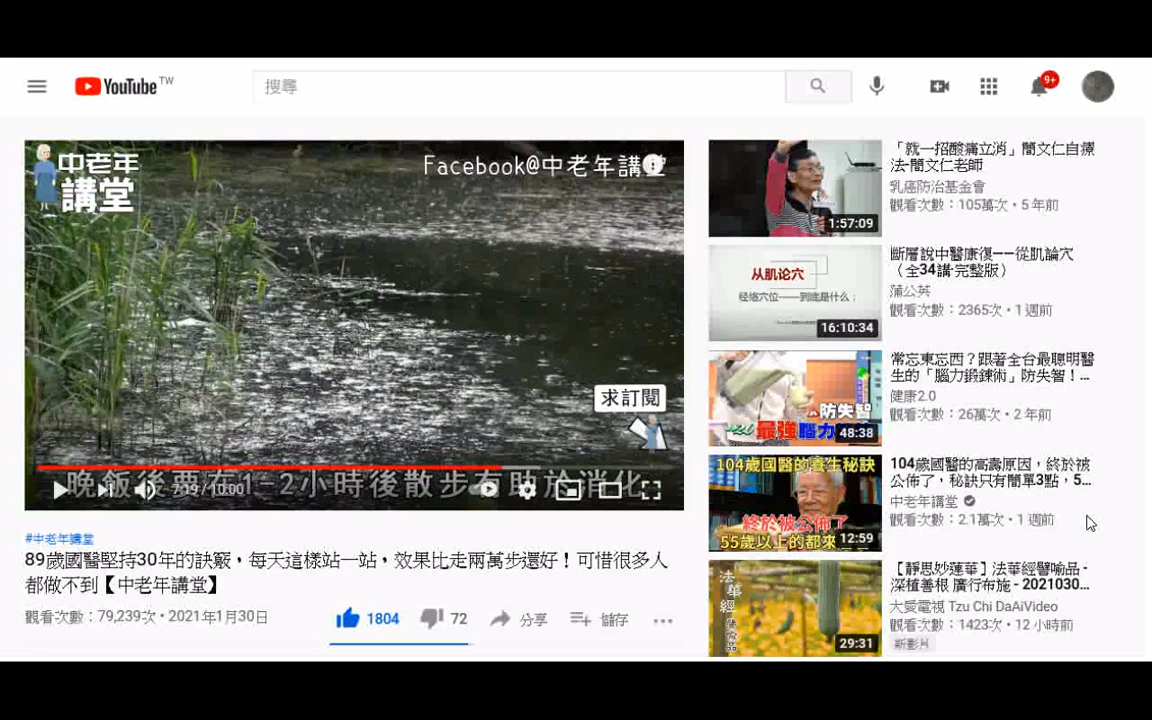 YouTube TW
搜尋
9+
中老年
講堂
Facebook@中老年講堂
求訂閱
晚飯後要在1-2小時後散步有助於消化
7:19 / 10:00
#中老年講堂
89歲國醫堅持30年的訣竅，每天這樣站一站，效果比走兩萬步還好！可惜很多人
都做不到【中老年講堂】
觀看次數：79,239次•2021年1月30日
1804
72
分享
儲存
1:57:09
「就一招酸痛立消」簡文仁自療
法-簡文仁老師
乳癌防治基金會
觀看次數：105萬次•5 年前
从肌论穴
经络穴位——到底是什么；
16:10:34
斷層說中醫康復——從肌論穴
（全34講-完整版）
蒲公英
觀看次數：2365次•1 週前
防失智
最強腦力
48:38
常忘東忘西？跟著全台最聰明醫
生的「腦力鍛鍊術」防失智！...
健康2.0
觀看次數：26萬次•2 年前
104歲國醫的養生秘訣
終於被公佈了
55歲以上的都來
12:59
104歲國醫的高壽原因，終於被
公佈了，秘訣只有簡單3點，5...
中老年講堂
觀看次數：2.1萬次•1 週前
法華經
29:31
【靜思妙蓮華】法華經譬喻品 -
深植善根 廣行布施 - 2021030...
大愛電視 Tzu Chi DaAiVideo
觀看次數：1423次•12 小時前
新影片